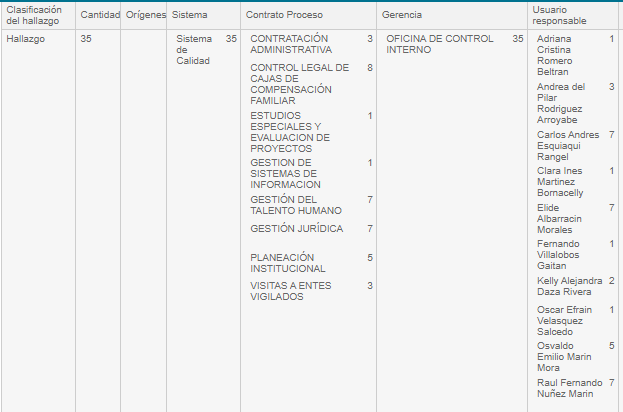 Clasificación del hallazgo
Cantidad
Orígenes
Sistema
Contrato Proceso
Gerencia
Usuario responsable
Hallazgo
35
Sistema de Calidad
35
CONTRATACIÓN ADMINISTRATIVA
3
CONTROL LEGAL DE CAJAS DE COMPENSACIÓN FAMILIAR
8
ESTUDIOS ESPECIALES Y EVALUACION DE PROYECTOS
1
GESTION DE SISTEMAS DE INFORMACION
1
GESTIÓN DEL TALENTO HUMANO
7
GESTIÓN JURÍDICA
7
PLANEACIÓN INSTITUCIONAL
5
VISITAS A ENTES VIGILADOS
3
OFICINA DE CONTROL INTERNO
35
Adriana Cristina Romero Beltran
1
Andrea del Pilar Rodriguez Arroyabe
3
Carlos Andres Esquiaqui Rangel
7
Clara Ines Martinez Bornacelly
1
Elide Albarracin Morales
7
Fernando Villalobos Gaitan
1
Kelly Alejandra Daza Rivera
2
Oscar Efrain Velasquez Salcedo
1
Osvaldo Emilio Marin Mora
5
Raul Fernando Nuñez Marin
7